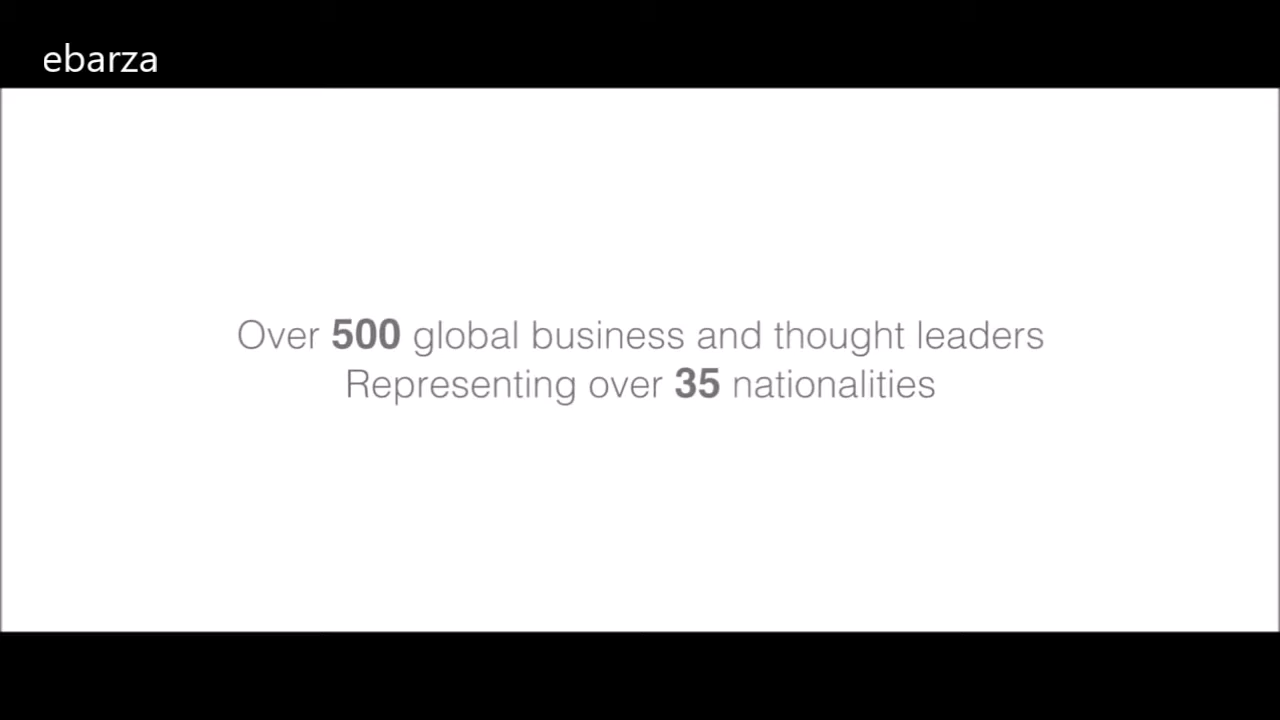 ebarza
Over 500 global business and thought leaders
Representing over 35 nationalities